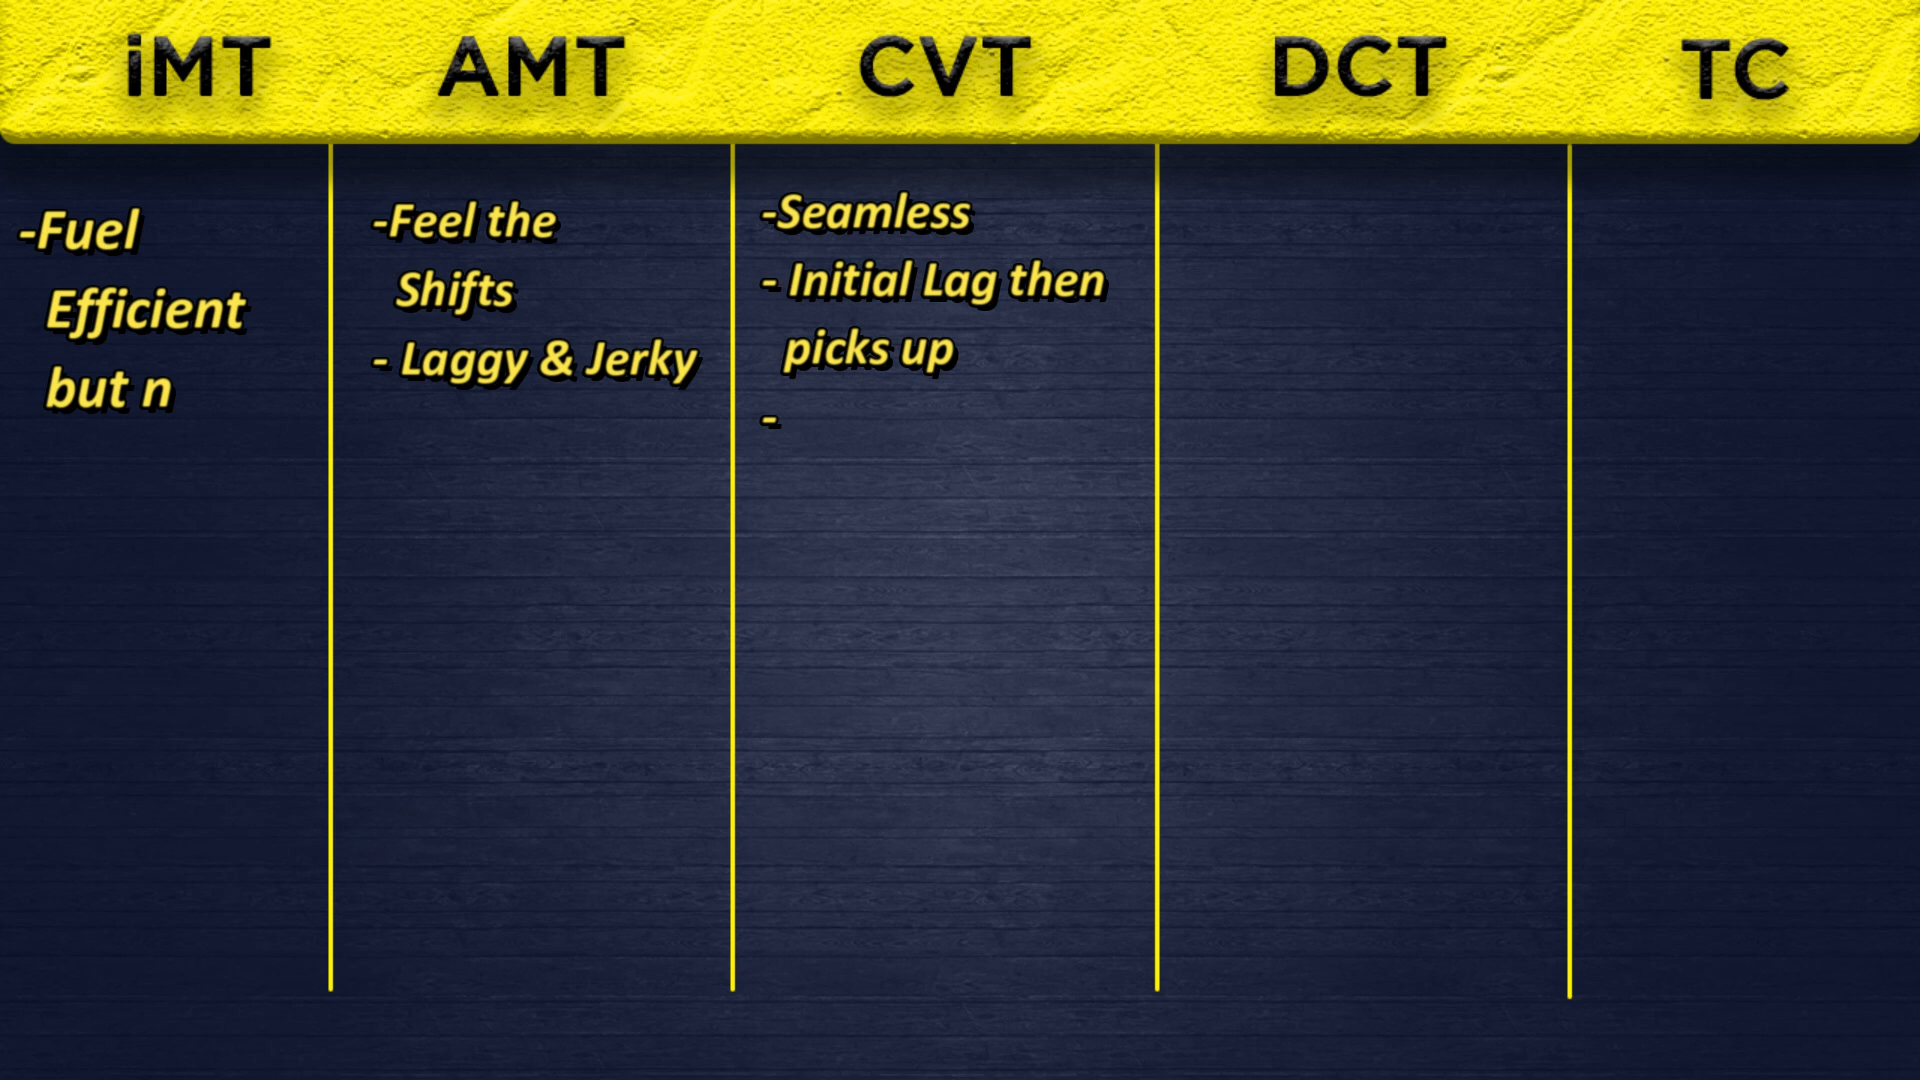 iMT AMT CVT DCT TC
-Fuel
Efficient
but n
-Feel the
Shifts
- Laggy & Jerky
-Seamless
- Initial Lag then
picks up
-